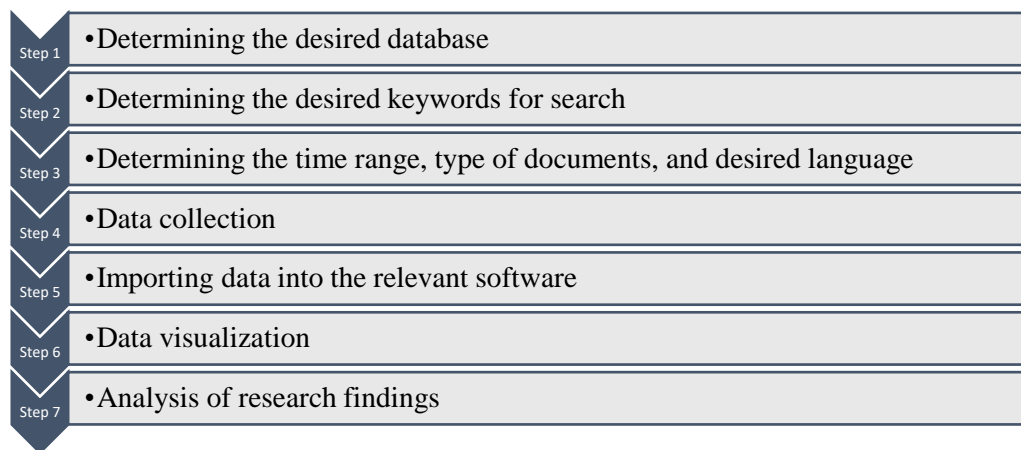 Step 1
•Determining the desired database
Step 2
•Determining the desired keywords for search
Step 3
•Determining the time range, type of documents, and desired language
Step 4
•Data collection
Step 5
•Importing data into the relevant software
Step 6
•Data visualization
Step 7
•Analysis of research findings